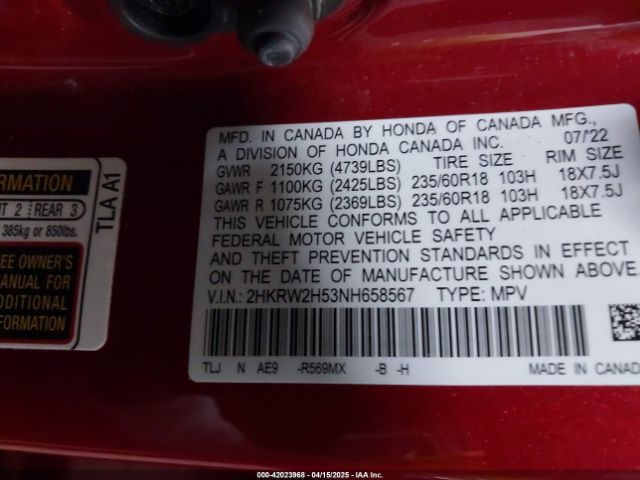 RMATION
T 2 REAR 3
385kg or 850lbs.
EE OWNER'S
ANUAL FOR
DDITIONAL
FORMATION
TLA A1
MFD. IN CANADA BY HONDA OF CANADA MFG.,
A DIVISION OF HONDA CANADA INC. 07/22
GVWR 2150KG (4739LBS) TIRE SIZE RIM SIZE
GAWR F 1100KG (2425LBS) 235/60R18 103H 18X7.5J
GAWR R 1075KG (2369LBS) 235/60R18 103H 18X7.5J
THIS VEHICLE CONFORMS TO ALL APPLICABLE
FEDERAL MOTOR VEHICLE SAFETY
AND THEFT PREVENTION STANDARDS IN EFFECT
ON THE DATE OF MANUFACTURE SHOWN ABOVE
V.I.N.: 2HKRW2H53NH658567 TYPE: MPV
TLJ N AE9 -R569MX -B -H MADE IN CANAD
000- 42023968 - 04/15/2025 - IAA Inc.